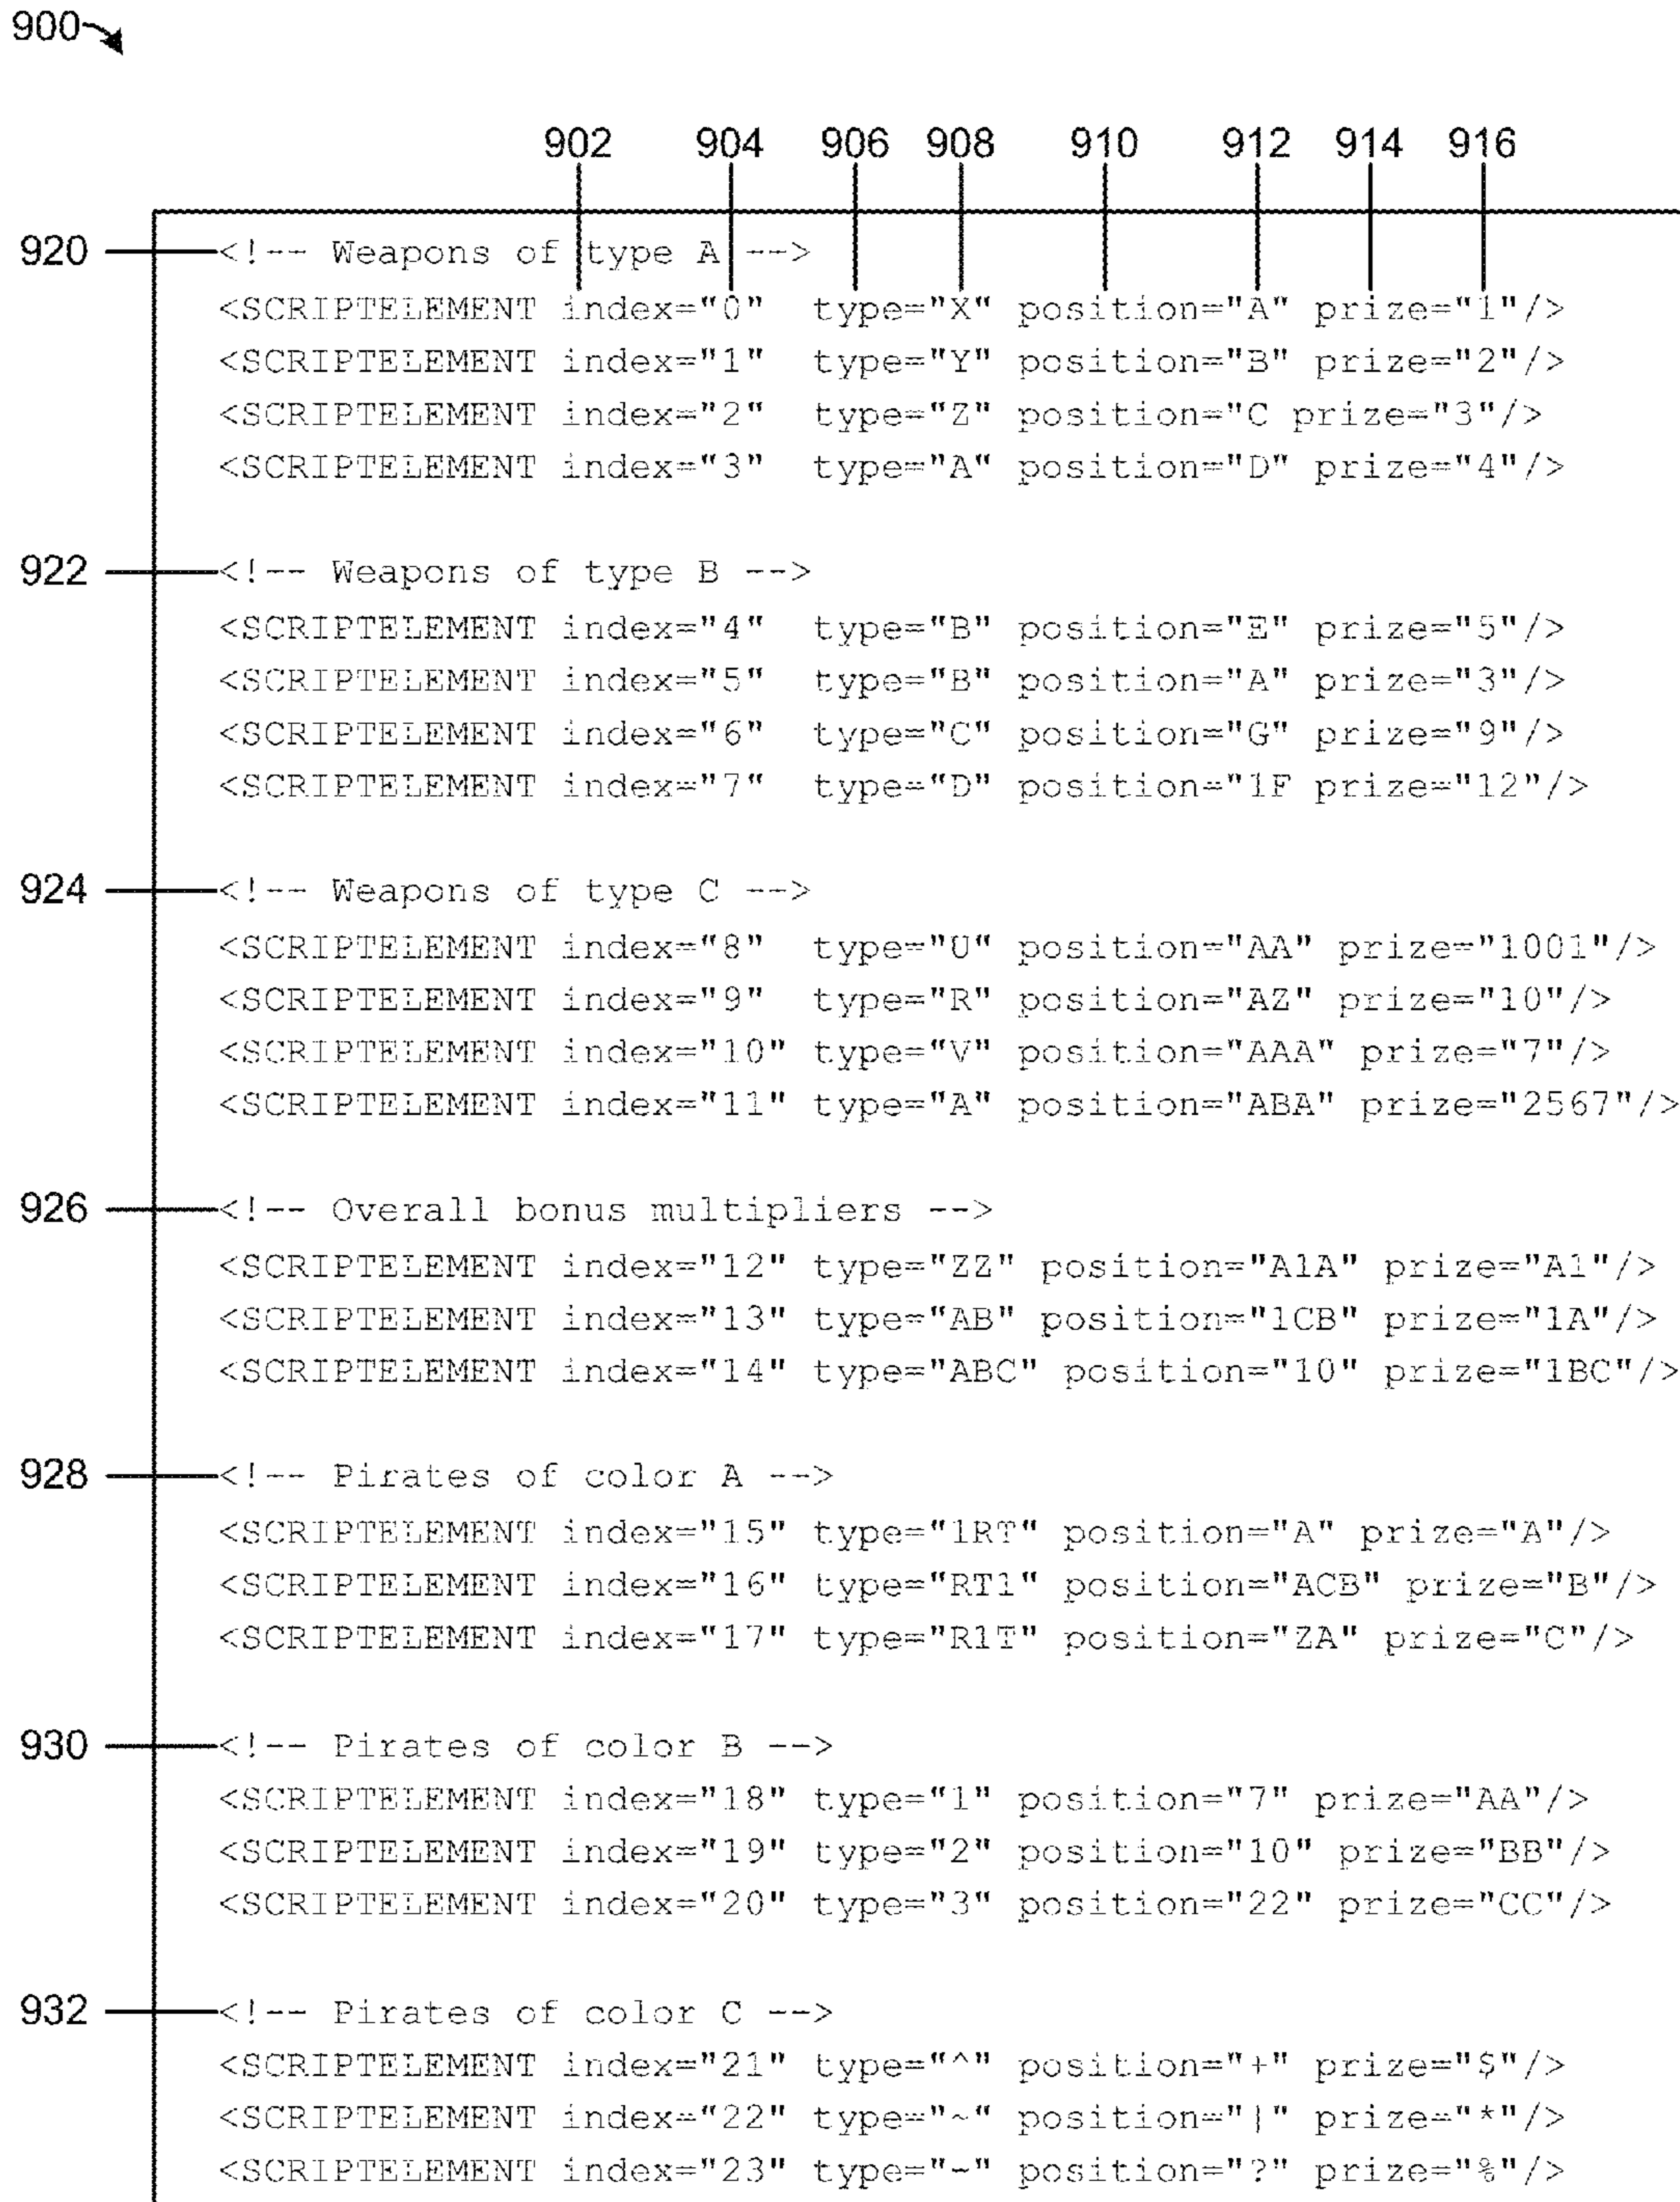 900
902 904 906 908 910 912 914 916
920 <!-- Weapons of type A -->
<SCRIPTELEMENT index="0" type="X" position="A" prize="1"/>
<SCRIPTELEMENT index="1" type="Y" position="B" prize="2"/>
<SCRIPTELEMENT index="2" type="Z" position="C prize="3"/>
<SCRIPTELEMENT index="3" type="A" position="D" prize="4"/>
922 <!-- Weapons of type B -->
<SCRIPTELEMENT index="4" type="B" position="E" prize="5"/>
<SCRIPTELEMENT index="5" type="B" position="A" prize="3"/>
<SCRIPTELEMENT index="6" type="C" position="G" prize="9"/>
<SCRIPTELEMENT index="7" type="D" position="1F prize="12"/>
924 <!-- Weapons of type C -->
<SCRIPTELEMENT index="8" type="U" position="AA" prize="1001"/>
<SCRIPTELEMENT index="9" type="R" position="AZ" prize="10"/>
<SCRIPTELEMENT index="10" type="V" position="AAA" prize="7"/>
<SCRIPTELEMENT index="11" type="A" position="ABA" prize="2567"/>
926 <!-- Overall bonus multipliers -->
<SCRIPTELEMENT index="12" type="ZZ" position="A1A" prize="A1"/>
<SCRIPTELEMENT index="13" type="AB" position="1CB" prize="1A"/>
<SCRIPTELEMENT index="14" type="ABC" position="10" prize="1BC"/>
928 <!-- Pirates of color A -->
<SCRIPTELEMENT index="15" type="1RT" position="A" prize="A"/>
<SCRIPTELEMENT index="16" type="RT1" position="ACB" prize="B"/>
<SCRIPTELEMENT index="17" type="R1T" position="ZA" prize="C"/>
930 <!-- Pirates of color B -->
<SCRIPTELEMENT index="18" type="1" position="7" prize="AA"/>
<SCRIPTELEMENT index="19" type="2" position="10" prize="BB"/>
<SCRIPTELEMENT index="20" type="3" position="22" prize="CC"/>
932 <!-- Pirates of color C -->
<SCRIPTELEMENT index="21" type="^" position="+" prize="$"/>
<SCRIPTELEMENT index="22" type="~" position="|" prize="*"/>
<SCRIPTELEMENT index="23" type="-" position="?" prize="%"/>